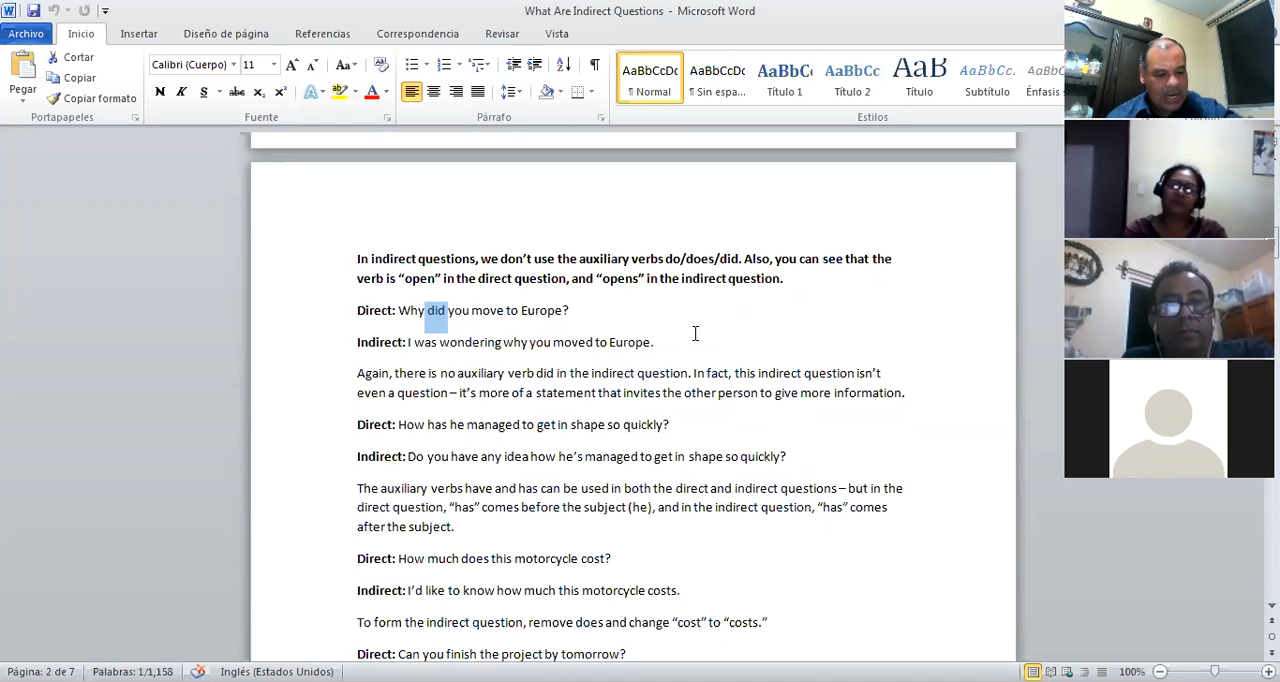 What Are Indirect Questions - Microsoft Word
Archivo Inicio Insertar Diseño de página Referencias Correspondencia Revisar Vista
Pegar
Cortar
Copiar
Copiar formato
Portapapeles
Calibri (Cuerpo) 11
N K S abc x₂ x²
Fuente
Párrafo
AaBbCcDc AaBbCcDc AaBbC AaBbCc AaB AaBbCc. AaBbCc
¶ Normal ¶ Sin espa... Título 1 Título 2 Título Subtítulo Énfasis
Estilos
In indirect questions, we don’t use the auxiliary verbs do/does/did. Also, you can see that the
verb is “open” in the direct question, and “opens” in the indirect question.
Direct: Why did you move to Europe?
Indirect: I was wondering why you moved to Europe.
Again, there is no auxiliary verb did in the indirect question. In fact, this indirect question isn’t
even a question – it’s more of a statement that invites the other person to give more information.
Direct: How has he managed to get in shape so quickly?
Indirect: Do you have any idea how he’s managed to get in shape so quickly?
The auxiliary verbs have and has can be used in both the direct and indirect questions – but in the
direct question, “has” comes before the subject (he), and in the indirect question, “has” comes
after the subject.
Direct: How much does this motorcycle cost?
Indirect: I’d like to know how much this motorcycle costs.
To form the indirect question, remove does and change “cost” to “costs.”
Direct: Can you finish the project by tomorrow?
Página: 2 de 7 Palabras: 1/1,158 Inglés (Estados Unidos) 100%